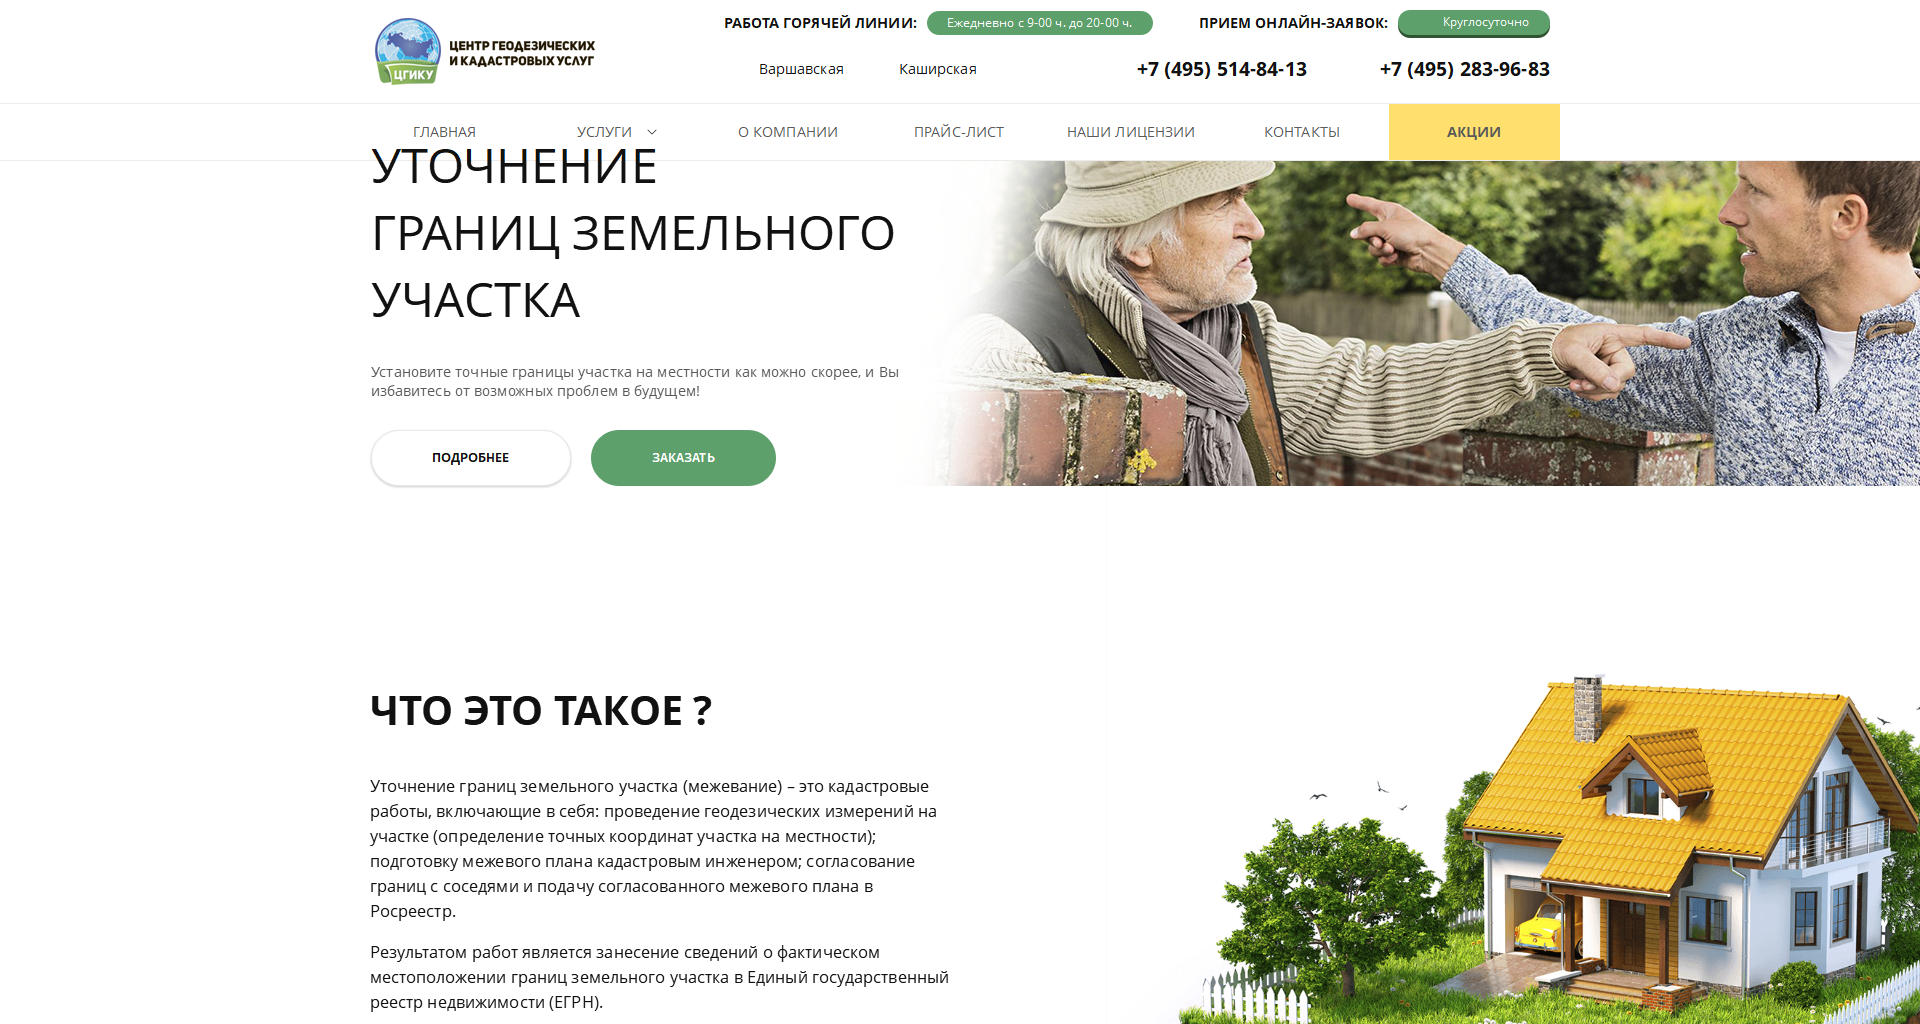 РАБОТА ГОРЯЧЕЙ ЛИНИИ: Ежедневно с 9-00 ч. до 20-00 ч. ПРИЕМ ОНЛАЙН-ЗАЯВОК: Круглосуточно
ЦЕНТР ГЕОДЕЗИЧЕСКИХ
И КАДАСТРОВЫХ УСЛУГ
ЦГИКУ
Варшавская Каширская +7 (495) 514-84-13 +7 (495) 283-96-83
ГЛАВНАЯ УСЛУГИ О КОМПАНИИ ПРАЙС-ЛИСТ НАШИ ЛИЦЕНЗИИ КОНТАКТЫ АКЦИИ
УТОЧНЕНИЕ
ГРАНИЦ ЗЕМЕЛЬНОГО
УЧАСТКА
Установите точные границы участка на местности как можно скорее, и Вы
избавитесь от возможных проблем в будущем!
ПОДРОБНЕЕ ЗАКАЗАТЬ
ЧТО ЭТО ТАКОЕ ?
Уточнение границ земельного участка (межевание) – это кадастровые
работы, включающие в себя: проведение геодезических измерений на
участке (определение точных координат участка на местности);
подготовку межевого плана кадастровым инженером; согласование
границ с соседями и подачу согласованного межевого плана в
Росреестр.
Результатом работ является занесение сведений о фактическом
местоположении границ земельного участка в Единый государственный
реестр недвижимости (ЕГРН).